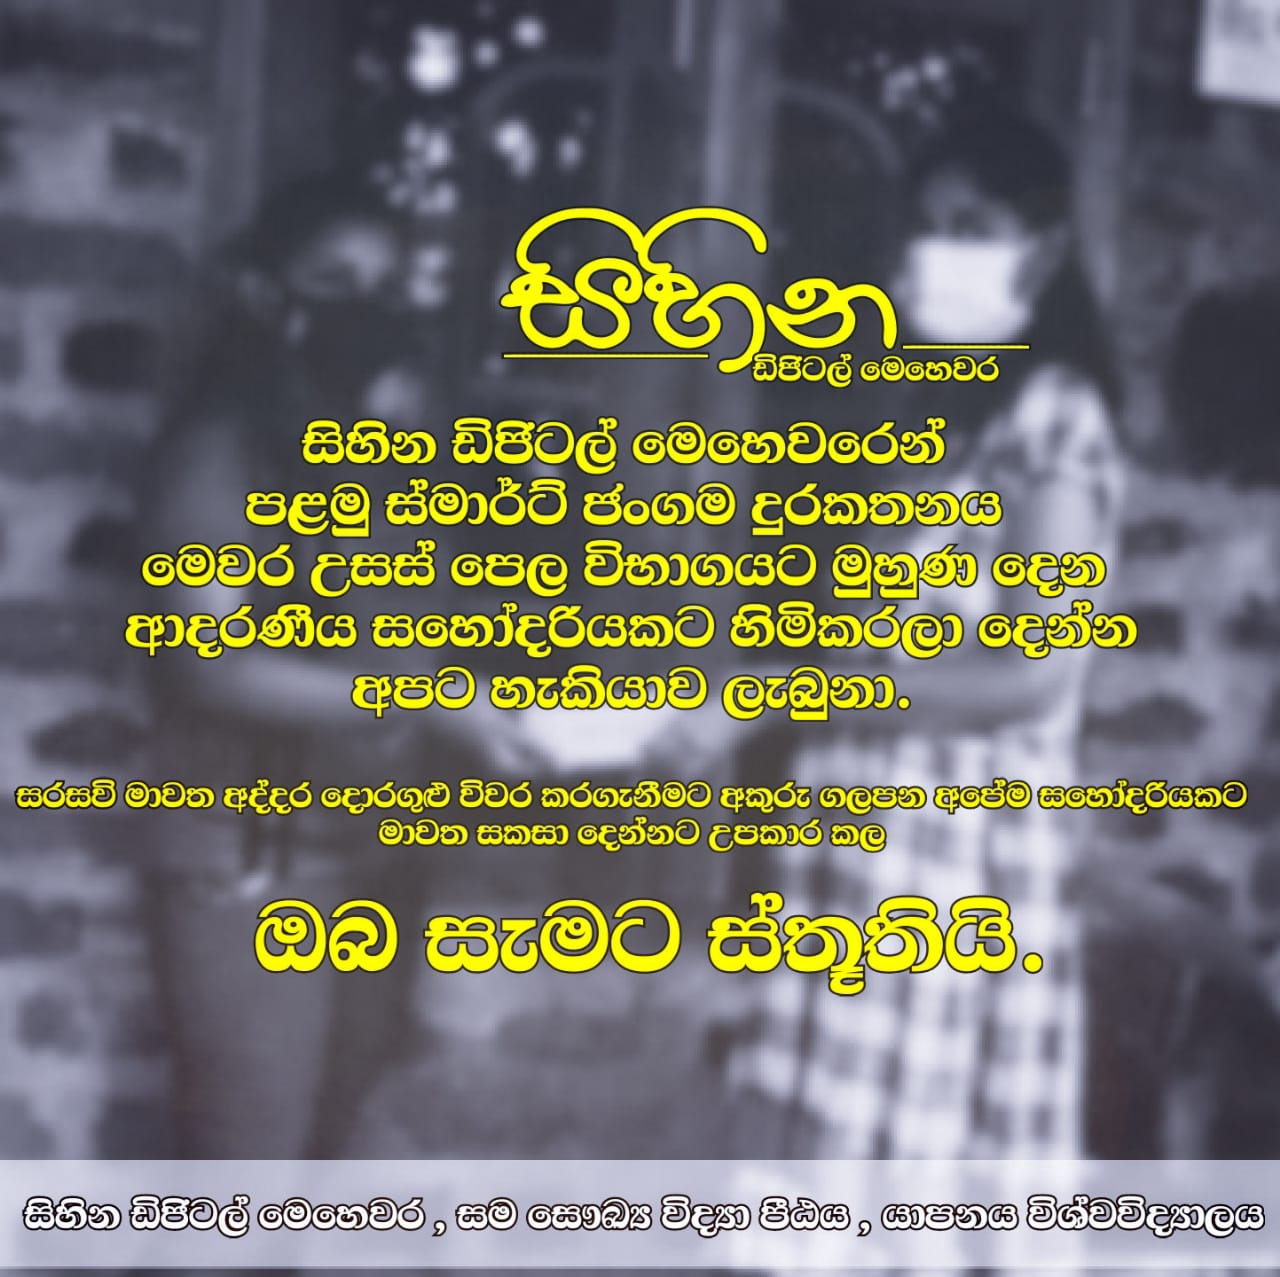 සිහින
ඩිජිටල් මෙහෙවර
සිහින ඩිජිටල් මෙහෙවරෙන්
පළමු ස්මාර්ට් ජංගම දුරකතනය
මෙවර උසස් පෙල විභාගයට මුහුණ දෙන
ආදරණීය සහෝදරියකට හිමිකරලා දෙන්න
අපට හැකියාව ලැබුනා.
සරසවි මාවත අද්දර දොරගුළු විවර කරගැනීමට අකුරු ගලපන අපේම සහෝදරියකට
මාවත සකසා දෙන්නට උපකාර කල
ඔබ සැමට ස්තූතියි.
සිහින ඩිජිටල් මෙහෙවර , සම සෞඛ්‍ය විද්‍යා පීඨය , යාපනය විශ්වවිද්‍යාලය